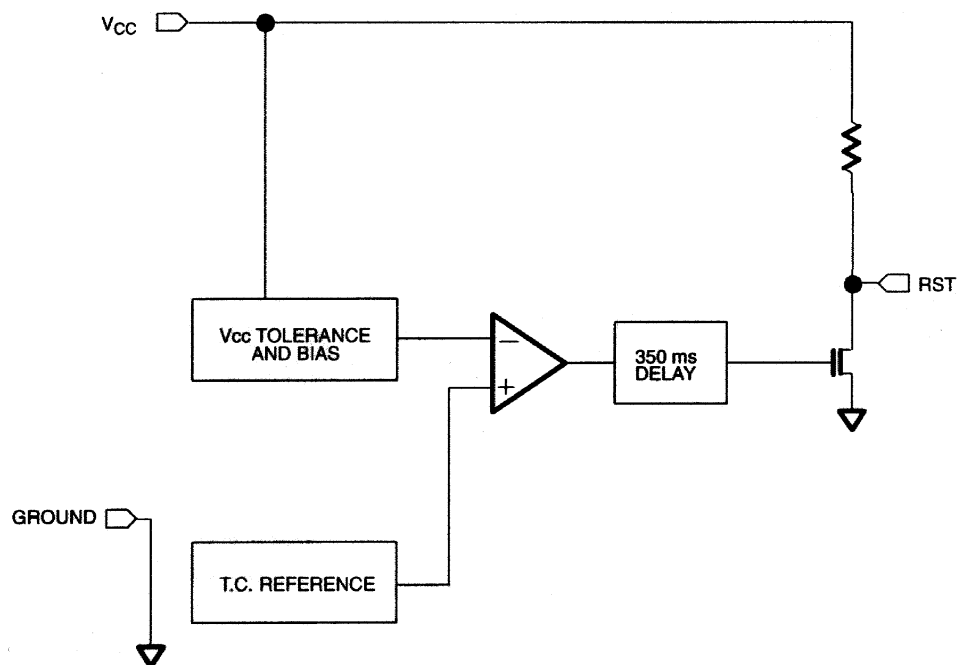 VCC
RST
Vcc TOLERANCE
AND BIAS
−
+
350 ms
DELAY
GROUND
T.C. REFERENCE